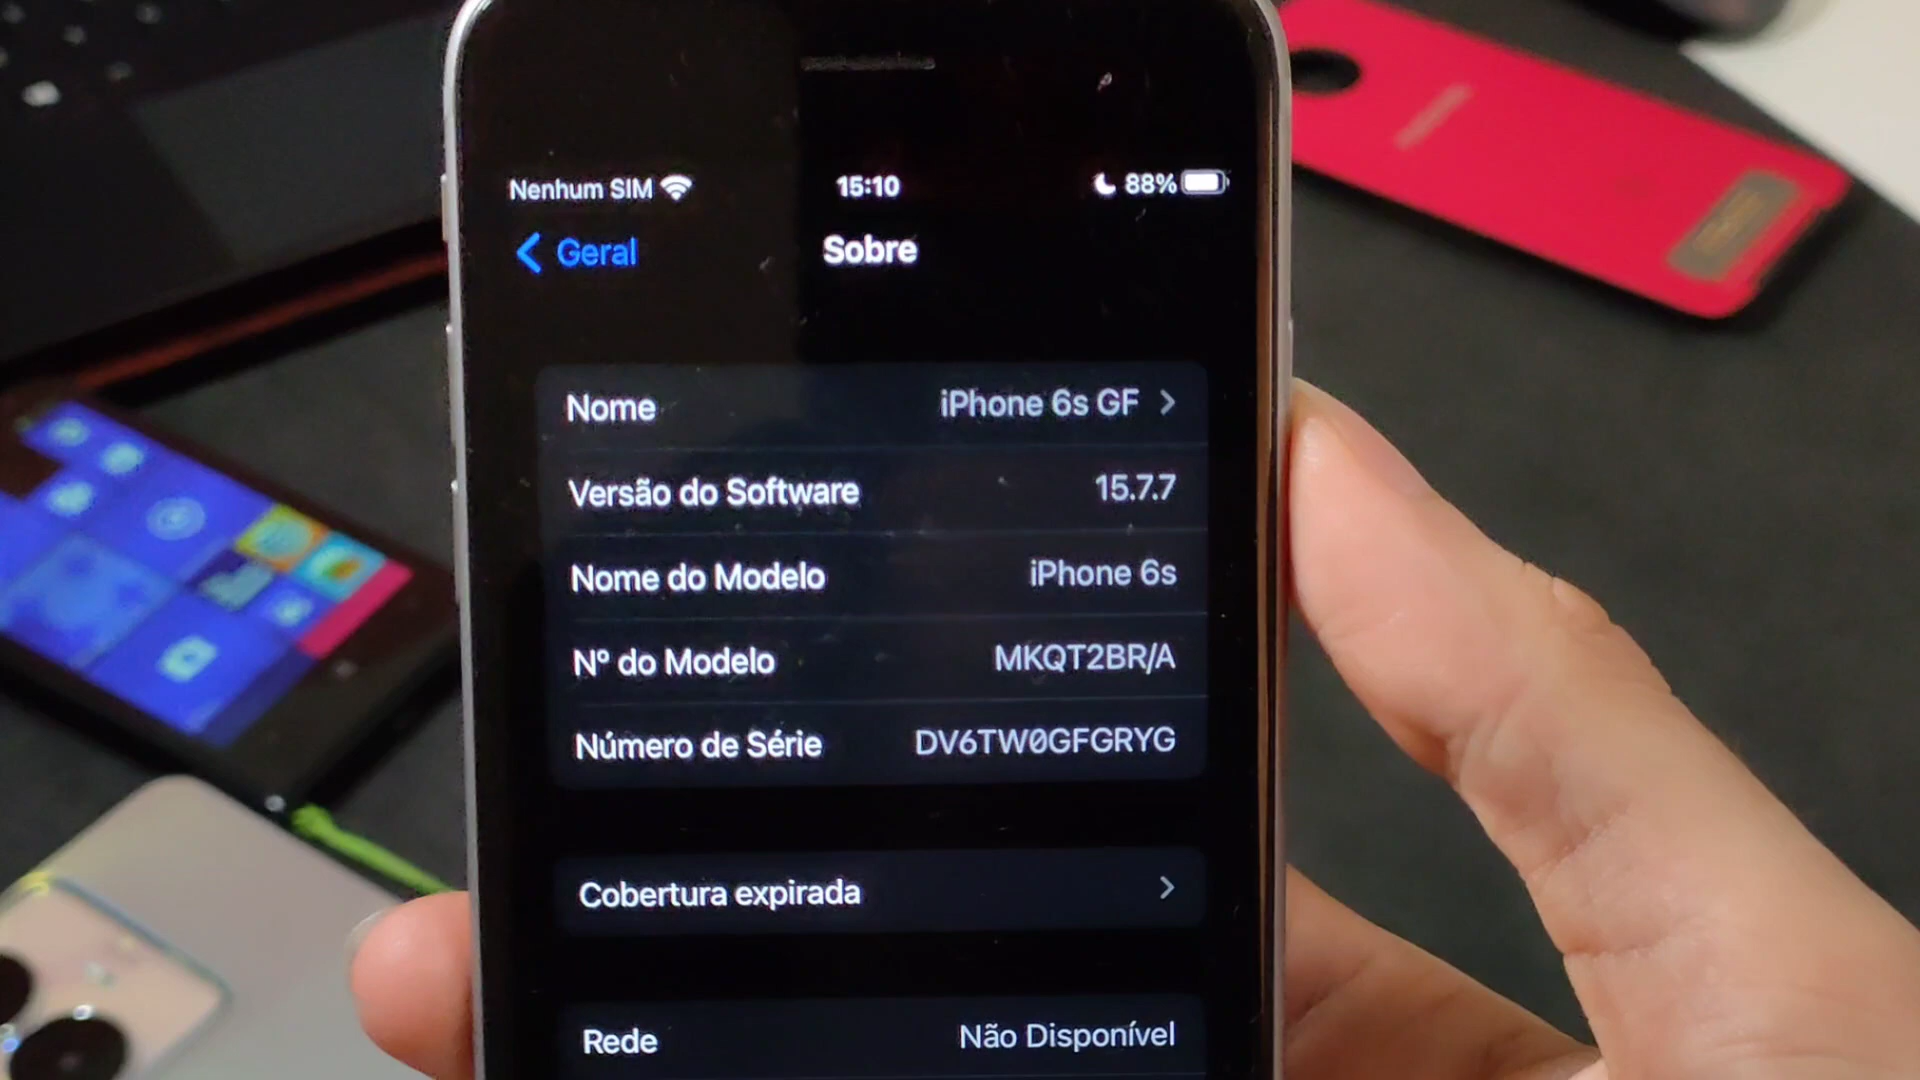 Nenhum SIM 15:10 88%
Geral Sobre
Nome iPhone 6s GF
Versão do Software 15.7.7
Nome do Modelo iPhone 6s
Nº do Modelo MKQT2BR/A
Número de Série DV6TW0GFGRYG
Cobertura expirada
Rede Não Disponível